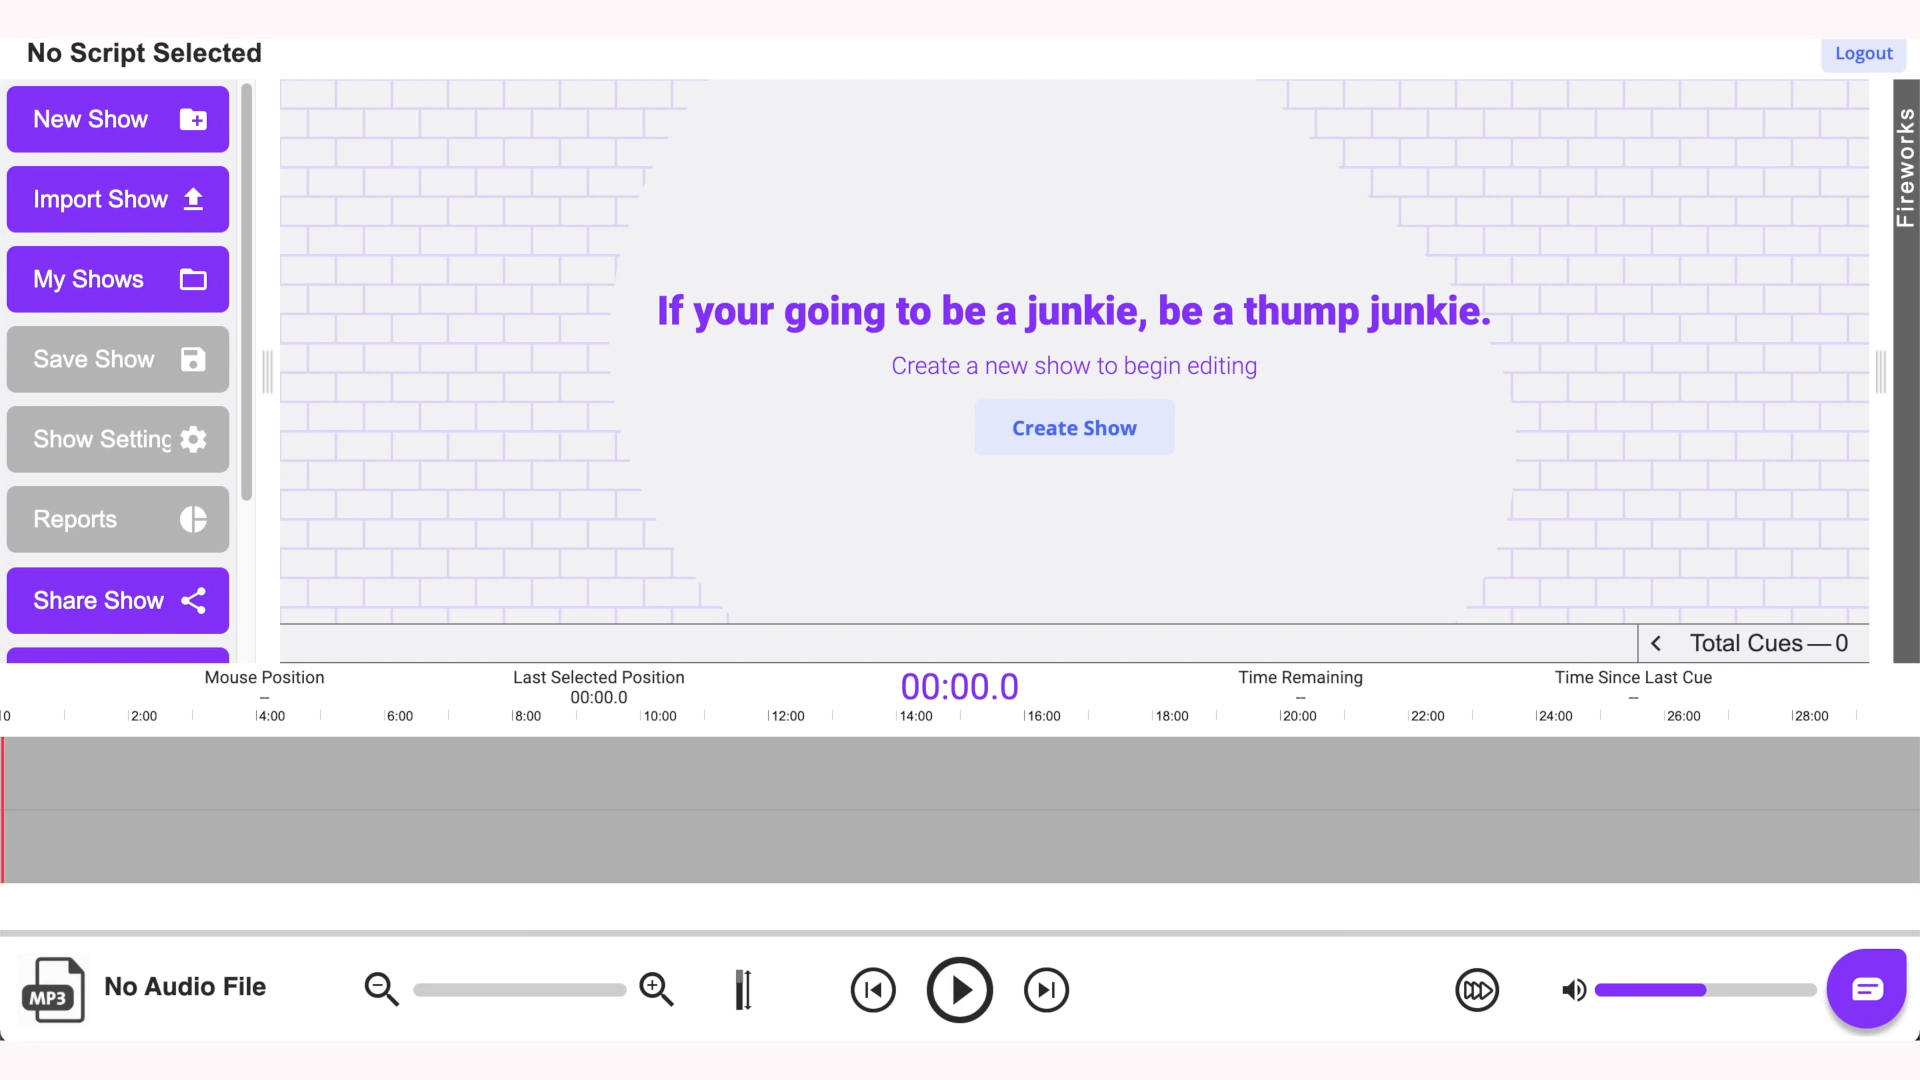 No Script Selected
Logout
New Show
Import Show
My Shows
Save Show
Show Setting
Reports
Share Show
Fireworks
If your going to be a junkie, be a thump junkie.
Create a new show to begin editing
Create Show
Total Cues — 0
Mouse Position
--
Last Selected Position
00:00.0
00:00.0
Time Remaining
--
Time Since Last Cue
--
0 2:00 4:00 6:00 8:00 10:00 12:00 14:00 16:00 18:00 20:00 22:00 24:00 26:00 28:00
MP3
No Audio File